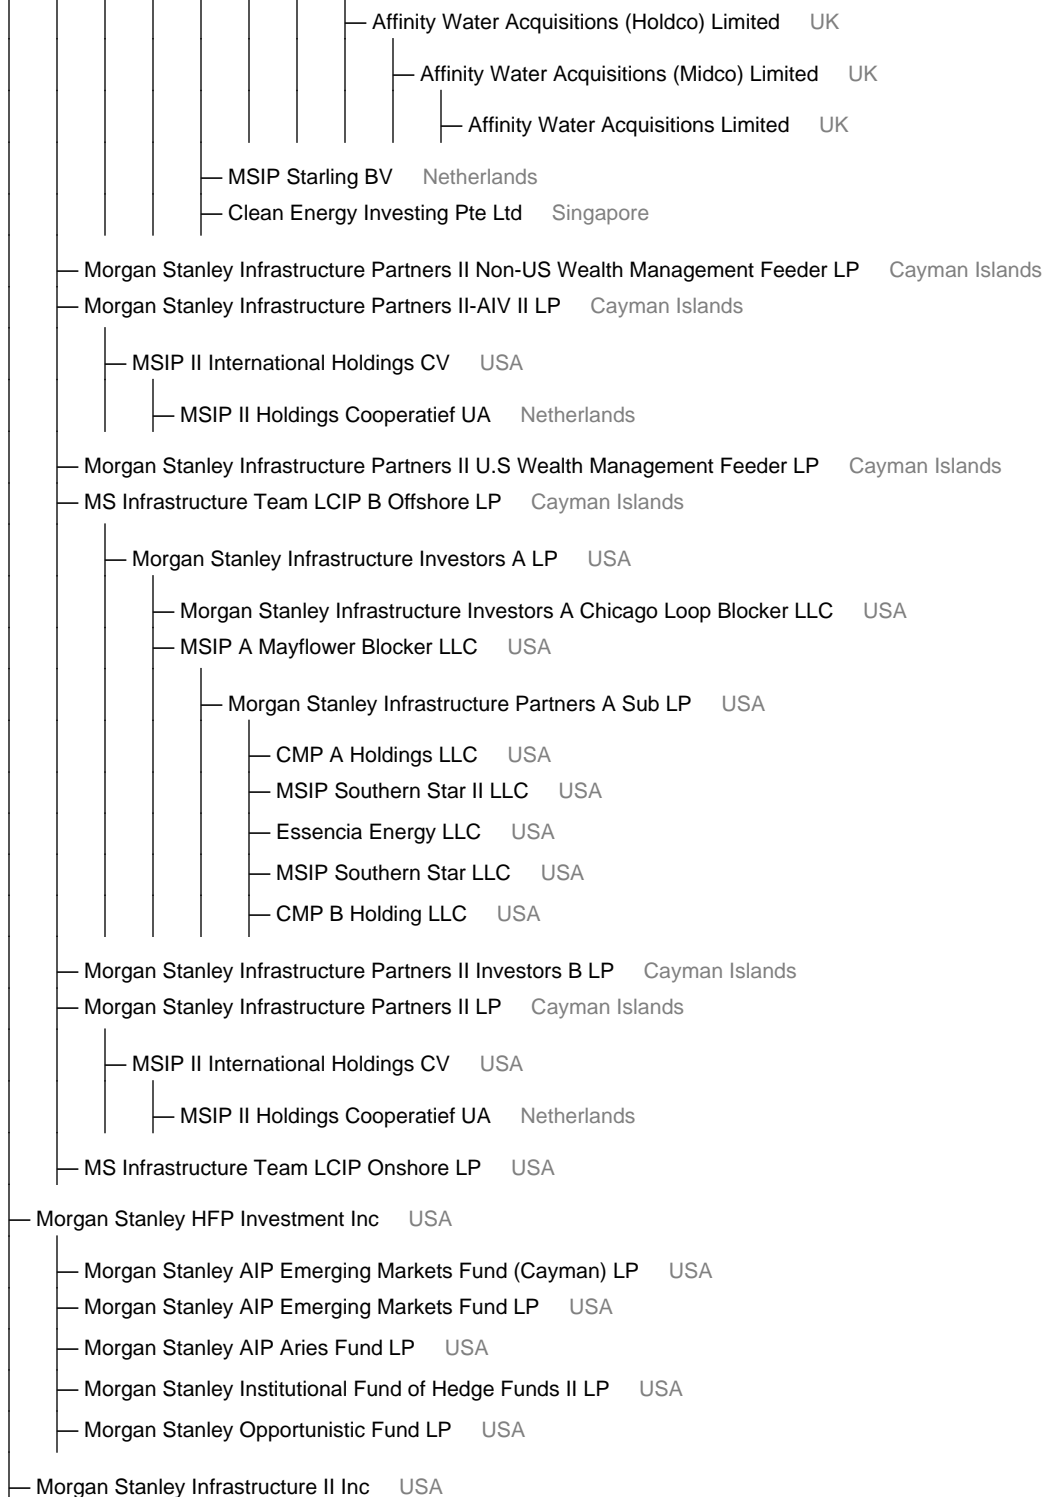 Affinity Water Acquisitions (Holdco) Limited UK
Affinity Water Acquisitions (Midco) Limited UK
Affinity Water Acquisitions Limited UK
MSIP Starling BV Netherlands
Clean Energy Investing Pte Ltd Singapore
Morgan Stanley Infrastructure Partners II Non-US Wealth Management Feeder LP Cayman Islands
Morgan Stanley Infrastructure Partners II-AIV II LP Cayman Islands
MSIP II International Holdings CV USA
MSIP II Holdings Cooperatief UA Netherlands
Morgan Stanley Infrastructure Partners II U.S Wealth Management Feeder LP Cayman Islands
MS Infrastructure Team LCIP B Offshore LP Cayman Islands
Morgan Stanley Infrastructure Investors A LP USA
Morgan Stanley Infrastructure Investors A Chicago Loop Blocker LLC USA
MSIP A Mayflower Blocker LLC USA
Morgan Stanley Infrastructure Partners A Sub LP USA
CMP A Holdings LLC USA
MSIP Southern Star II LLC USA
Essencia Energy LLC USA
MSIP Southern Star LLC USA
CMP B Holding LLC USA
Morgan Stanley Infrastructure Partners II Investors B LP Cayman Islands
Morgan Stanley Infrastructure Partners II LP Cayman Islands
MSIP II International Holdings CV USA
MSIP II Holdings Cooperatief UA Netherlands
MS Infrastructure Team LCIP Onshore LP USA
Morgan Stanley HFP Investment Inc USA
Morgan Stanley AIP Emerging Markets Fund (Cayman) LP USA
Morgan Stanley AIP Emerging Markets Fund LP USA
Morgan Stanley AIP Aries Fund LP USA
Morgan Stanley Institutional Fund of Hedge Funds II LP USA
Morgan Stanley Opportunistic Fund LP USA
Morgan Stanley Infrastructure II Inc USA